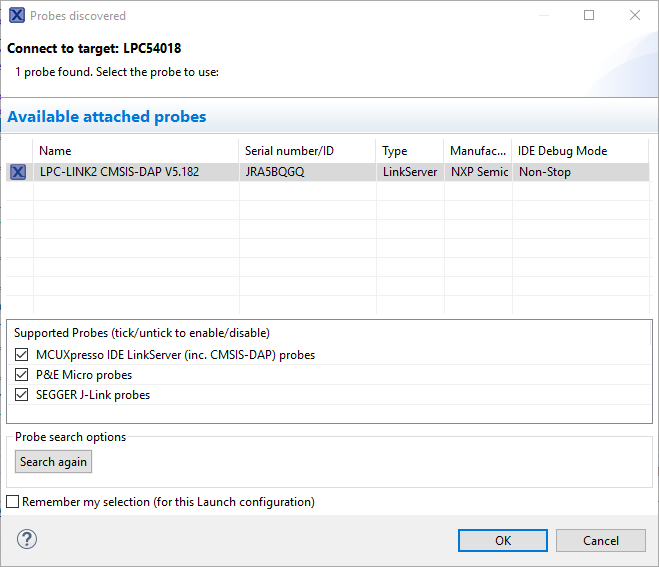 Probes discovered
Connect to target: LPC54018
1 probe found. Select the probe to use:
Available attached probes
Name Serial number/ID Type Manufac... IDE Debug Mode
LPC-LINK2 CMSIS-DAP V5.182 JRA5BQGQ LinkServer NXP Semic Non-Stop
Supported Probes (tick/untick to enable/disable)
MCUXpresso IDE LinkServer (inc. CMSIS-DAP) probes
P&E Micro probes
SEGGER J-Link probes
Probe search options
Search again
Remember my selection (for this Launch configuration)
? OK Cancel